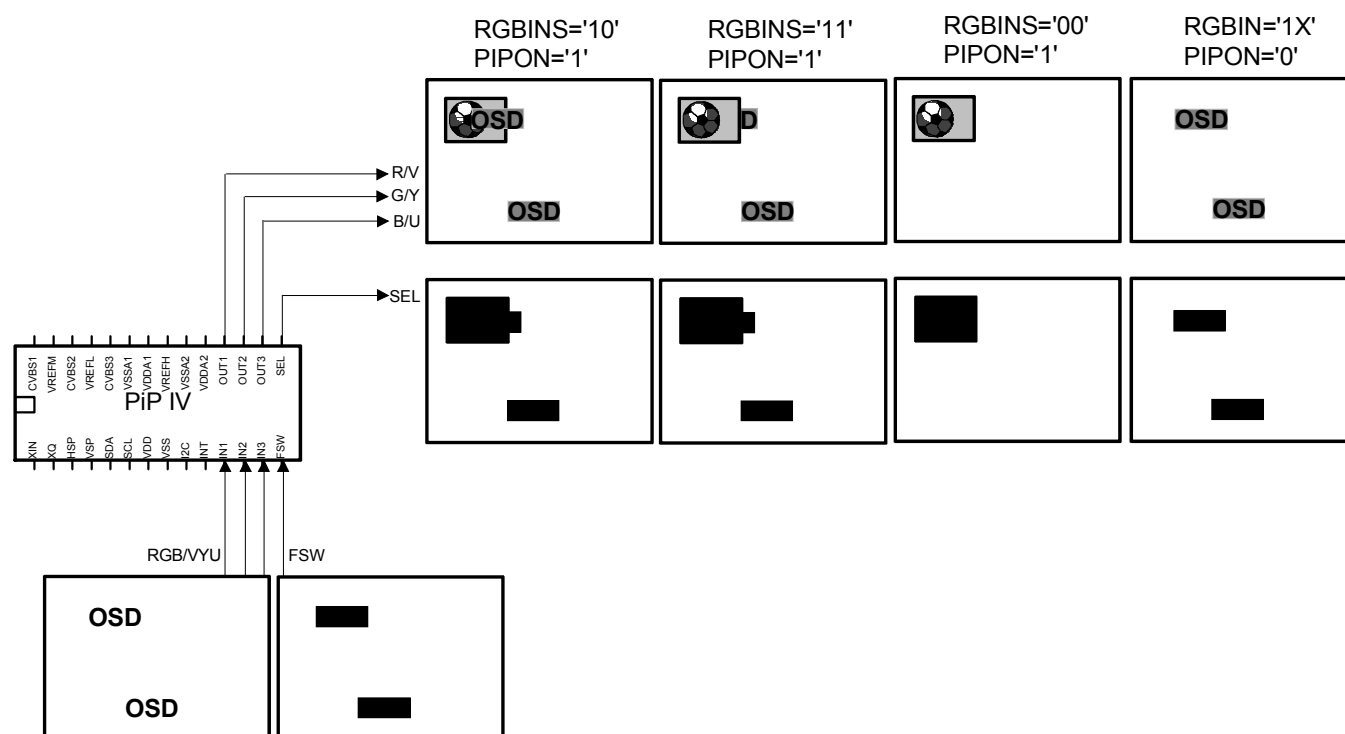 RGBINS='10'
PIPON='1'
RGBINS='11'
PIPON='1'
RGBINS='00'
PIPON='1'
RGBIN='1X'
PIPON='0'
OSD
D
OSD
OSD
OSD
OSD
R/V
G/Y
B/U
SEL
CVBS1
VREFM
CVBS2
VREFL
CVBS3
VSSA1
VDDA1
VREFH
VSSA2
VDDA2
OUT1
OUT2
OUT3
SEL
PiP IV
XIN
XQ
HSP
VSP
SDA
SCL
VDD
VSS
I2C
INT
IN1
IN2
IN3
FSW
RGB/VYU
FSW
OSD
OSD